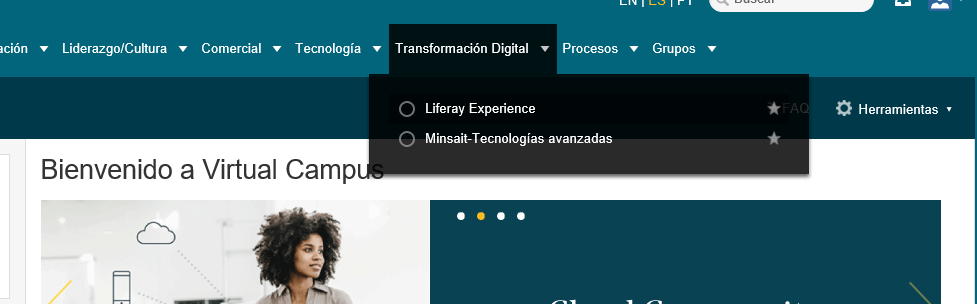 EN | ES | PT
Buscar
ación Liderazgo/Cultura Comercial Tecnología Transformación Digital Procesos Grupos
Liferay Experience
FAQ
Herramientas
Minsait-Tecnologías avanzadas
Bienvenido a Virtual Campus